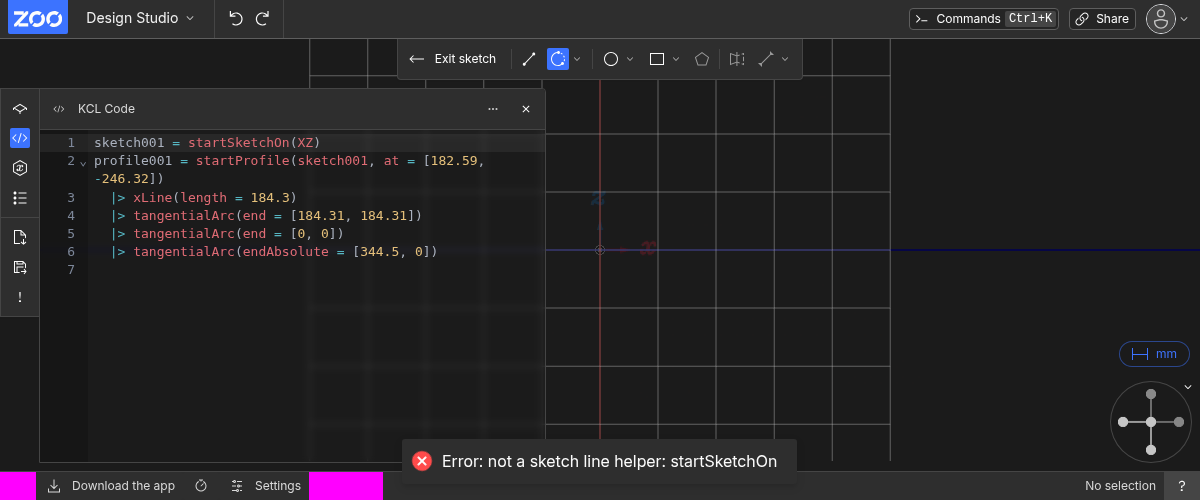 ZOO Design Studio Commands Ctrl+K Share
Exit sketch
KCL Code
1 sketch001 = startSketchOn(XZ)
2 profile001 = startProfile(sketch001, at = [182.59,
-246.32])
3 |> xLine(length = 184.3)
4 |> tangentialArc(end = [184.31, 184.31])
5 |> tangentialArc(end = [0, 0])
6 |> tangentialArc(endAbsolute = [344.5, 0])
7
z
x
mm
Error: not a sketch line helper: startSketchOn
Download the app Settings No selection ?